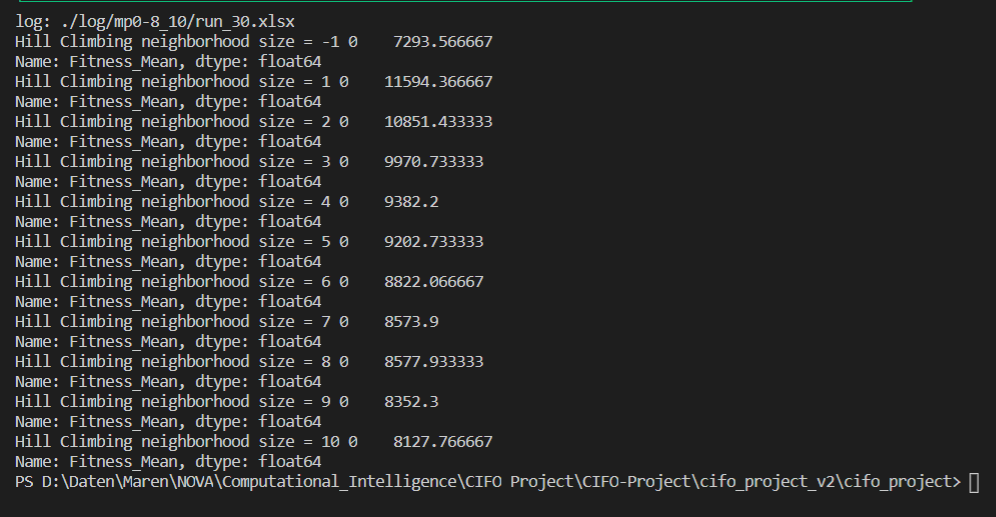 log: ./log/mp0-8_10/run_30.xlsx
Hill Climbing neighborhood size = -1 0    7293.566667
Name: Fitness_Mean, dtype: float64
Hill Climbing neighborhood size = 1 0    11594.366667
Name: Fitness_Mean, dtype: float64
Hill Climbing neighborhood size = 2 0    10851.433333
Name: Fitness_Mean, dtype: float64
Hill Climbing neighborhood size = 3 0    9970.733333
Name: Fitness_Mean, dtype: float64
Hill Climbing neighborhood size = 4 0    9382.2
Name: Fitness_Mean, dtype: float64
Hill Climbing neighborhood size = 5 0    9202.733333
Name: Fitness_Mean, dtype: float64
Hill Climbing neighborhood size = 6 0    8822.066667
Name: Fitness_Mean, dtype: float64
Hill Climbing neighborhood size = 7 0    8573.9
Name: Fitness_Mean, dtype: float64
Hill Climbing neighborhood size = 8 0    8577.933333
Name: Fitness_Mean, dtype: float64
Hill Climbing neighborhood size = 9 0    8352.3
Name: Fitness_Mean, dtype: float64
Hill Climbing neighborhood size = 10 0    8127.766667
Name: Fitness_Mean, dtype: float64
PS D:\Daten\Maren\NOVA\Computational_Intelligence\CIFO Project\CIFO-Project\cifo_project_v2\cifo_project>